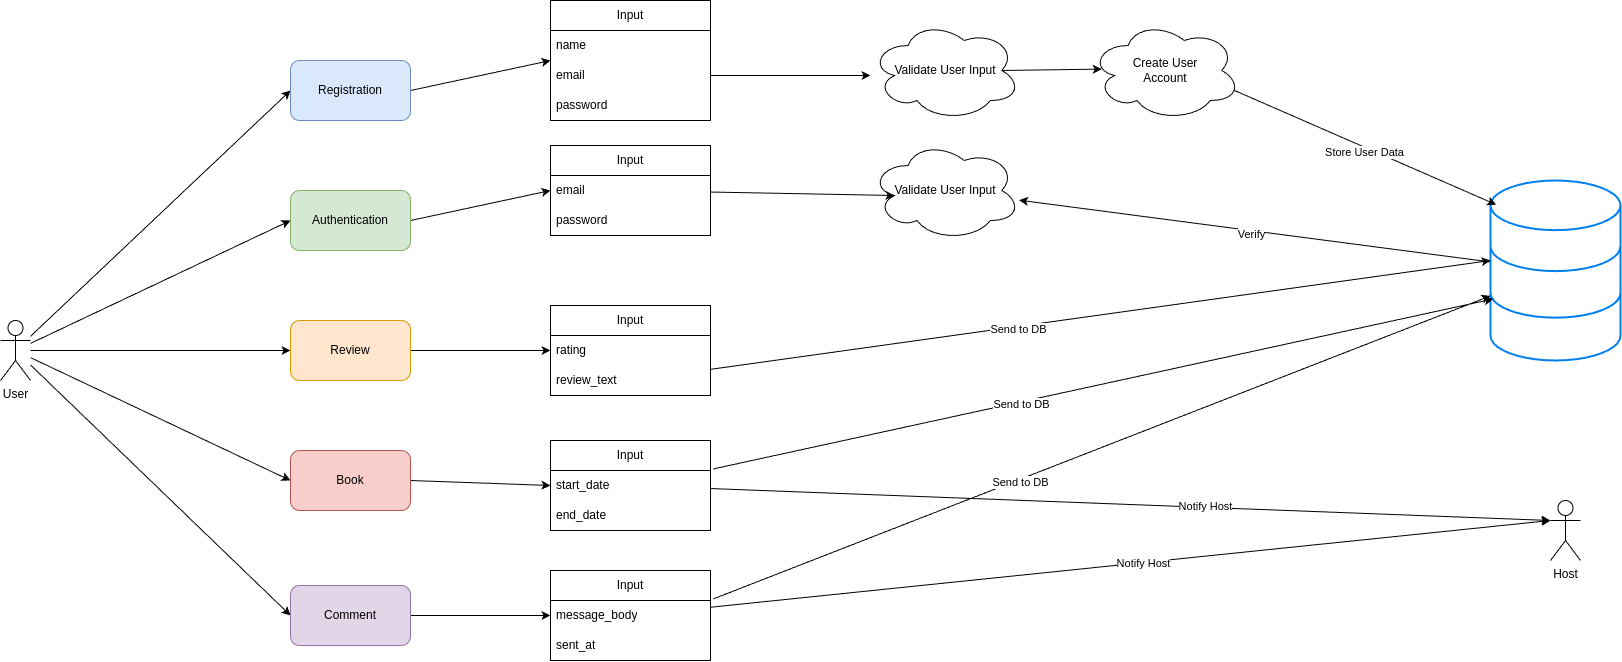 Input
name
email
password
Registration
Validate User Input
Create User
Account
Store User Data
Input
email
password
Authentication
Validate User Input
Verify
Input
rating
review_text
Review
Send to DB
User
Send to DB
Input
start_date
end_date
Book
Send to DB
Notify Host
Host
Notify Host
Input
message_body
sent_at
Comment